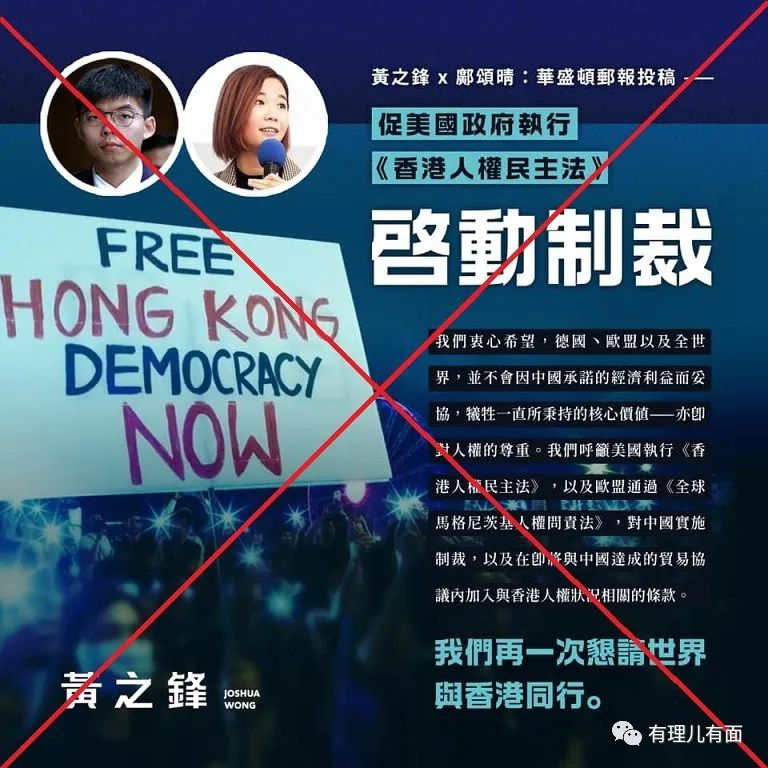 黃之鋒 x 鄺頌晴：華盛頓郵報投稿 ──
促美國政府執行
《香港人權民主法》
啓動制裁
FREE
HONG KONG
DEMOCRACY
NOW
我們衷心希望，德國、歐盟以及全世
界，並不會因中國承諾的經濟利益而妥
協，犧牲一直所秉持的核心價值——亦即
對人權的尊重。我們呼籲美國執行《香
港人權民主法》，以及歐盟通過《全球
馬格尼茨基人權問責法》，對中國實施
制裁，以及在即將與中國達成的貿易協
議內加入與香港人權狀況相關的條款。
我們再一次懇請世界
與香港同行。
黃之鋒 JOSHUA
WONG
有理儿有面